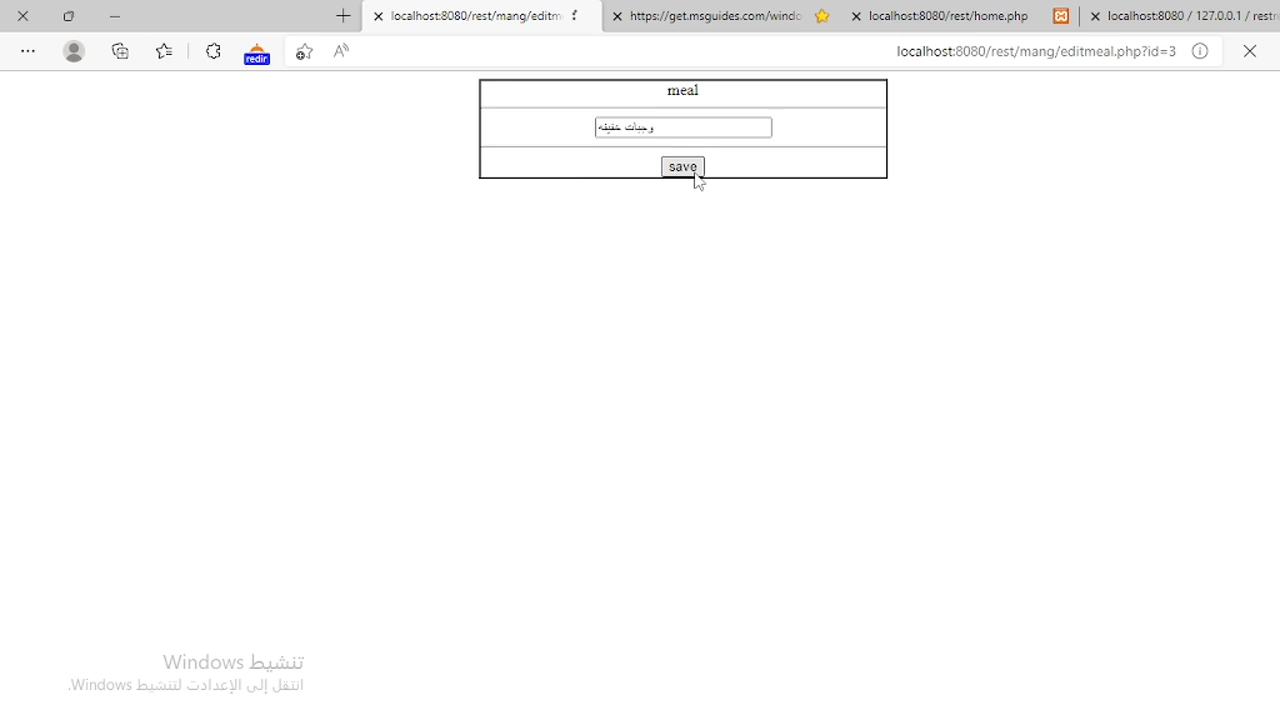 localhost:8080/rest/mang/editm
https://get.msguides.com/windo
localhost:8080/rest/home.php
localhost:8080 / 127.0.0.1 / rest
redir
A
localhost:8080/rest/mang/editmeal.php?id=3
meal
وجبات خفيفه
save
تنشيط Windows
انتقل إلى الإعدادت لتنشيط Windows.